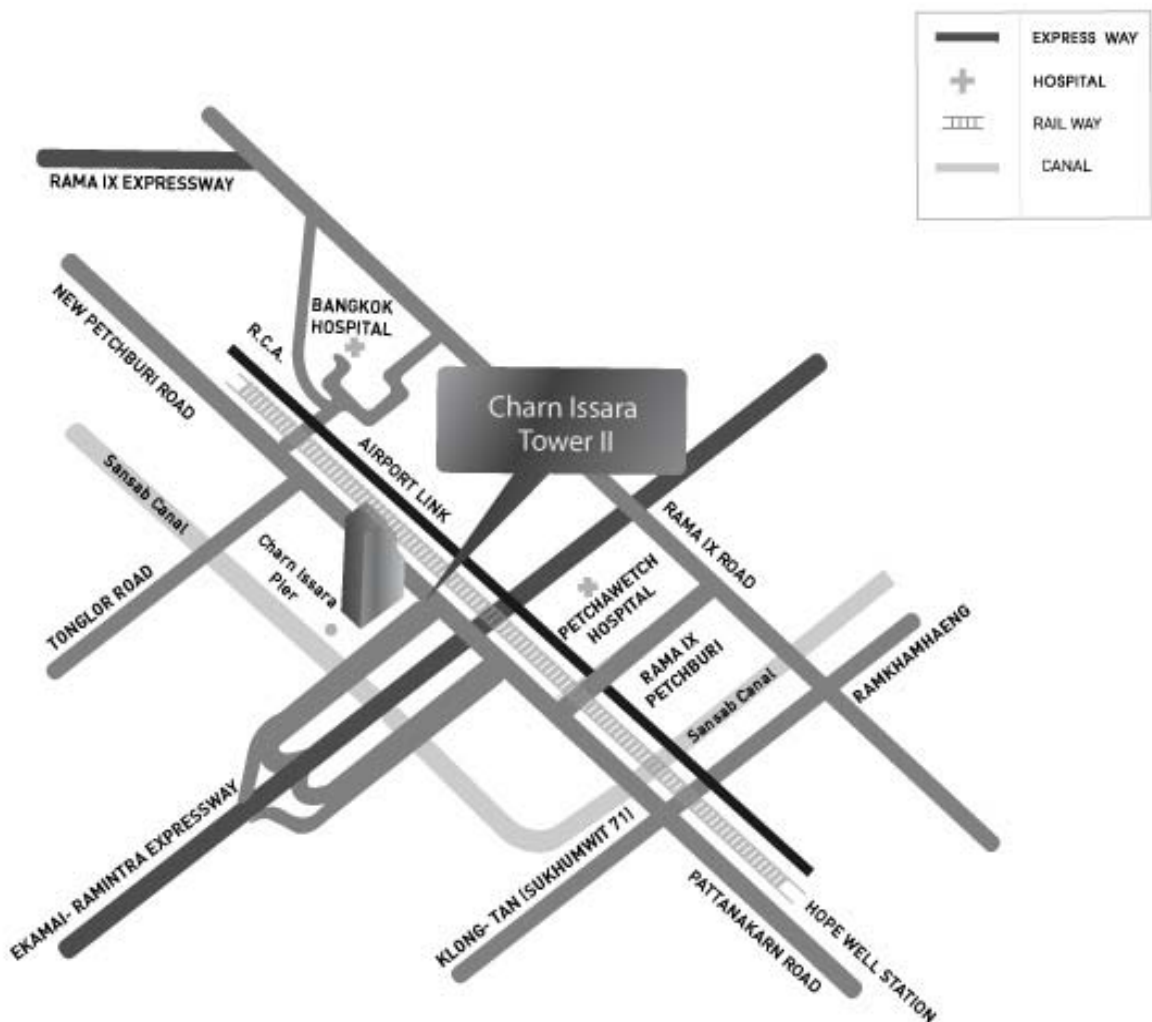 EXPRESS WAY
HOSPITAL
RAIL WAY
CANAL
RAMA IX EXPRESSWAY
NEW PETCHBURI ROAD
R.C.A.
BANGKOK
HOSPITAL
Charn Issara
Tower II
AIRPORT LINK
Sansab Canal
TONGLOR ROAD
Charn Issara
Pier
RAMA IX ROAD
PETCHAWETCH
HOSPITAL
RAMA IX
PETCHBURI
Sansab Canal
RAMKHAMHAENG
EKAMAI- RAMINTRA EXPRESSWAY
KLONG- TAN (SUKHUMWIT 71)
PATTANAKARN ROAD
HOPE WELL STATION